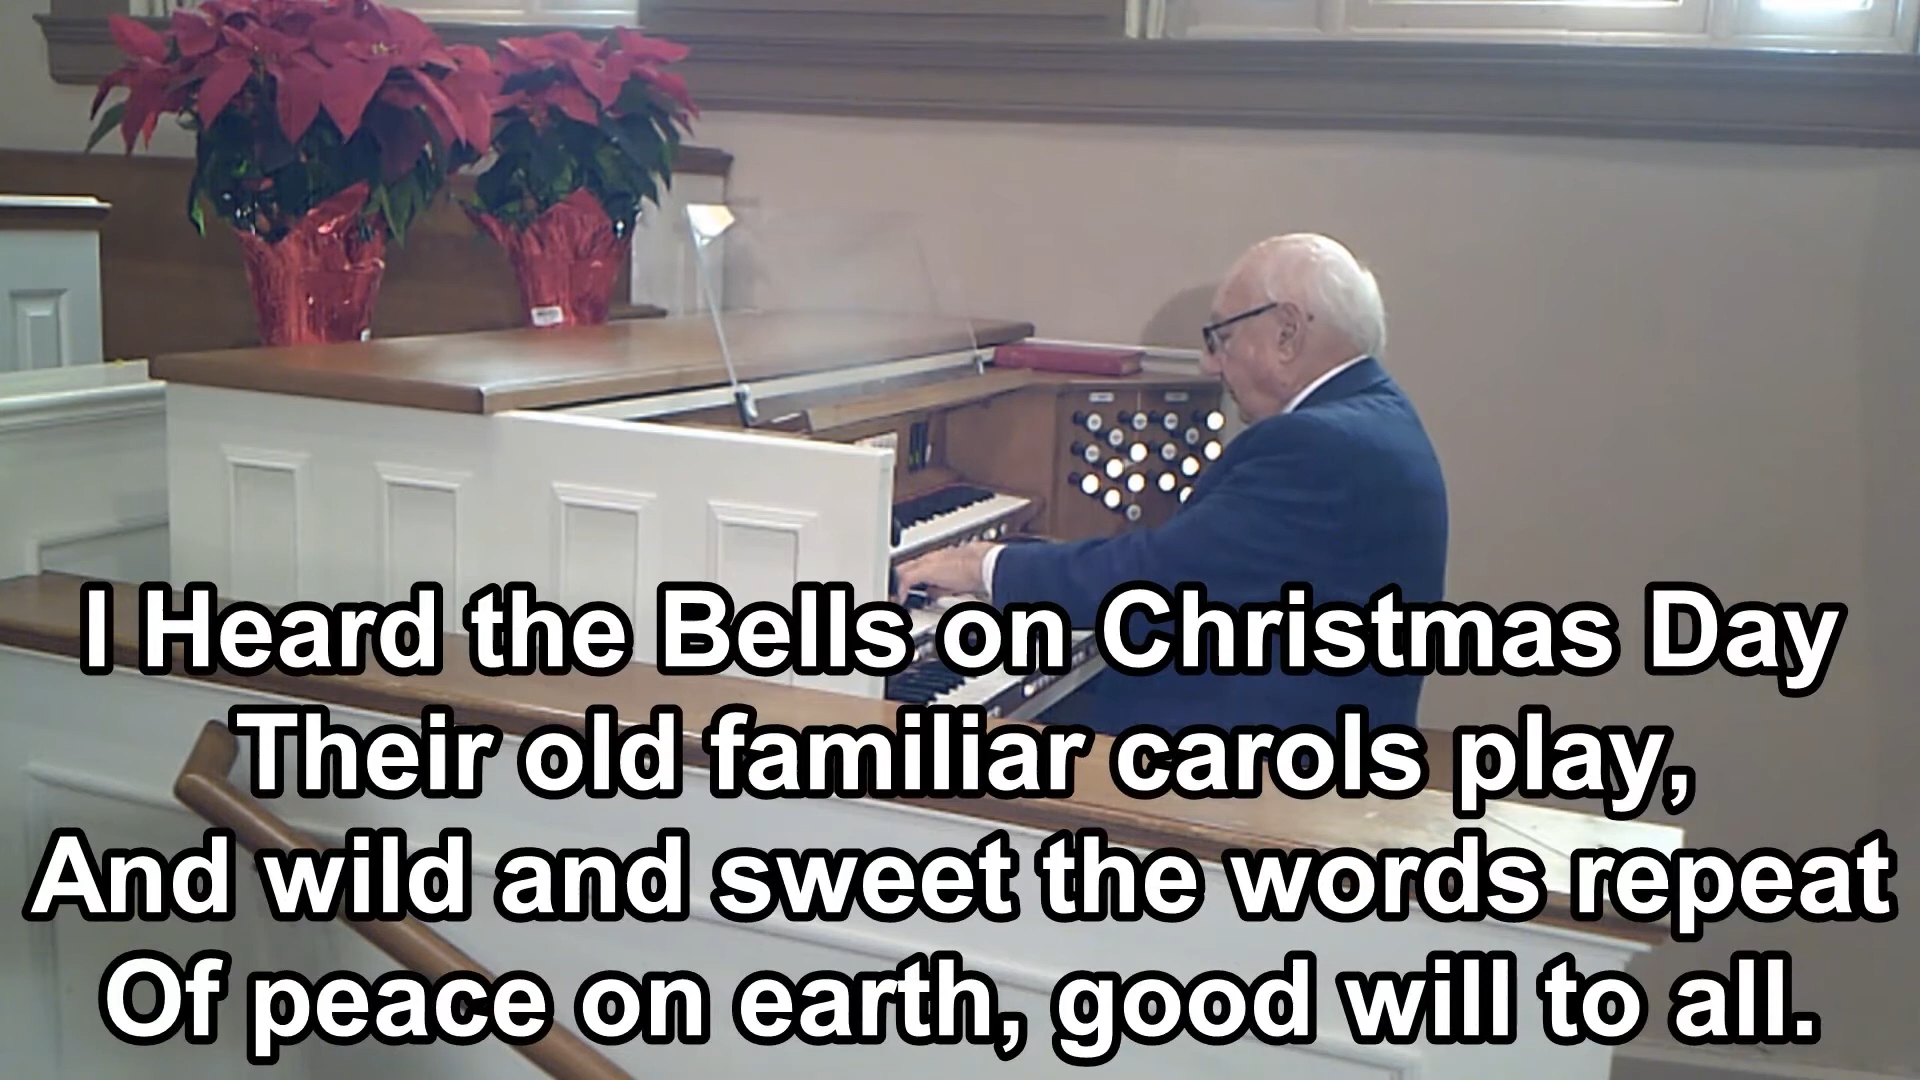 I Heard the Bells on Christmas Day
Their old familiar carols play,
And wild and sweet the words repeat
Of peace on earth, good will to all.